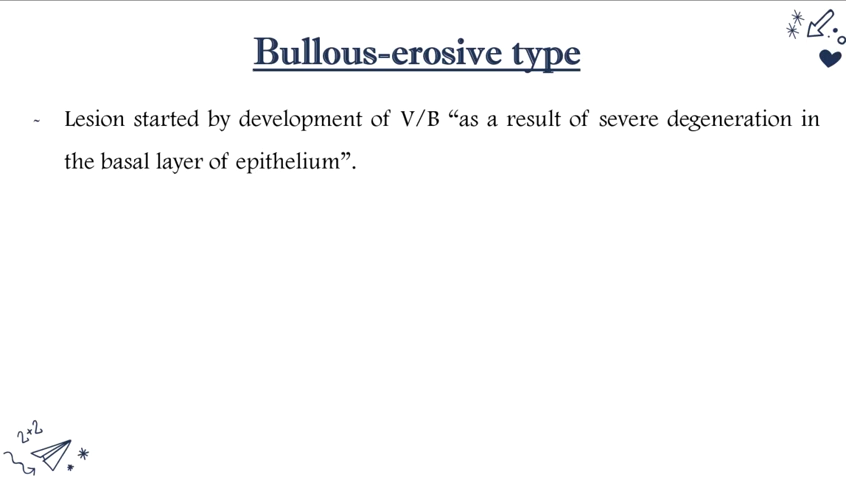 Bullous-erosive type
- Lesion started by development of V/B “as a result of severe degeneration in
the basal layer of epithelium”.
2+2